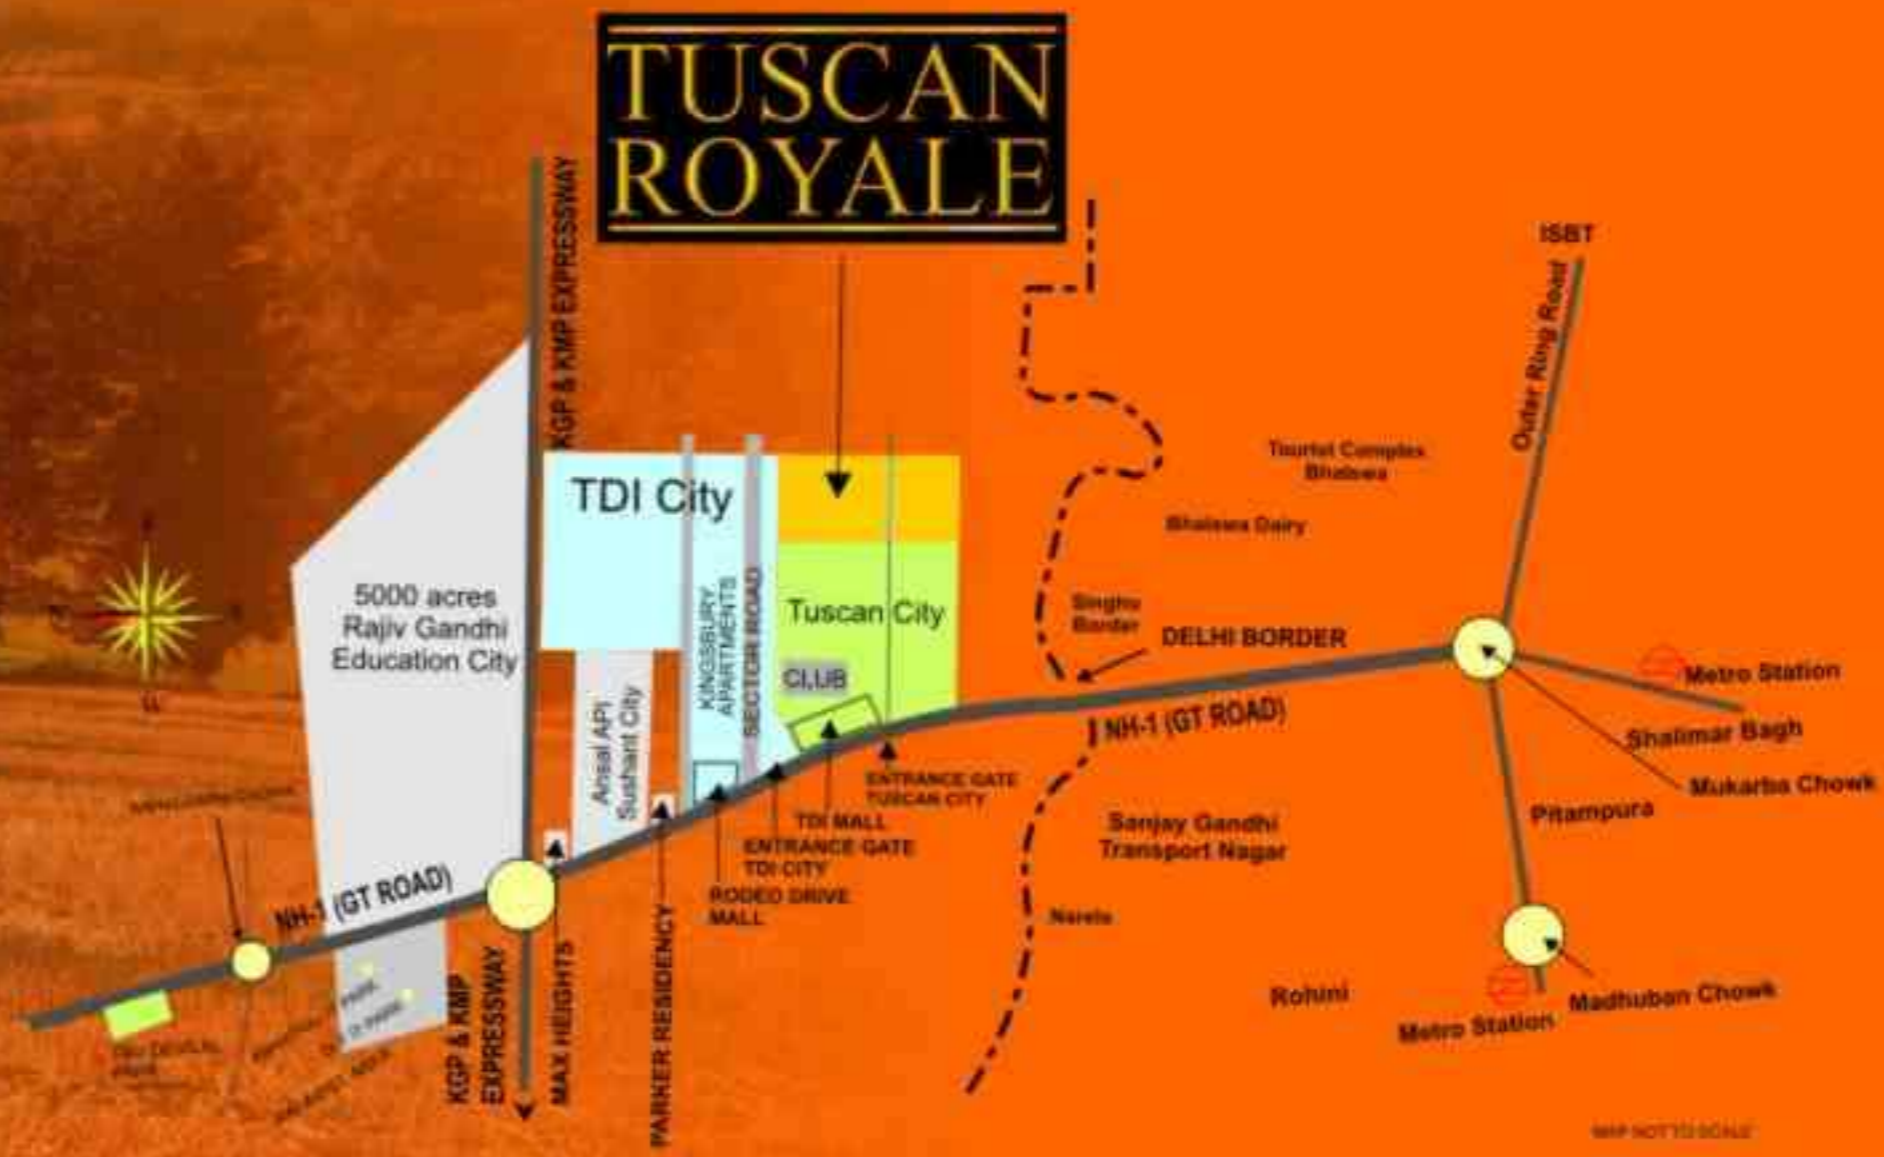 TUSCAN
ROYALE
ISBT
Outer Ring Road
KGP & KMP EXPRESSWAY
Tourist Complex
Bhalswa
TDI City
Bhalswa Dairy
5000 acres
Rajiv Gandhi
Education City
KINGSBURY
APARTMENTS
SECTOR ROAD
Tuscan City
Singhu
Border
DELHI BORDER
CLUB
Metro Station
Ansal API
Sushant City
NH-1 (GT ROAD)
Shalimar Bagh
ENTRANCE GATE
TUSCAN CITY
Mukarba Chowk
TDI MALL
Pitampura
ENTRANCE GATE
TDI CITY
Sanjay Gandhi
Transport Nagar
RODEO DRIVE
MALL
NH-1 (GT ROAD)
Narela
KGP & KMP
EXPRESSWAY
MAX HEIGHTS
PARKER RESIDENCY
Rohini
Madhuban Chowk
Metro Station
MAP NOT TO SCALE